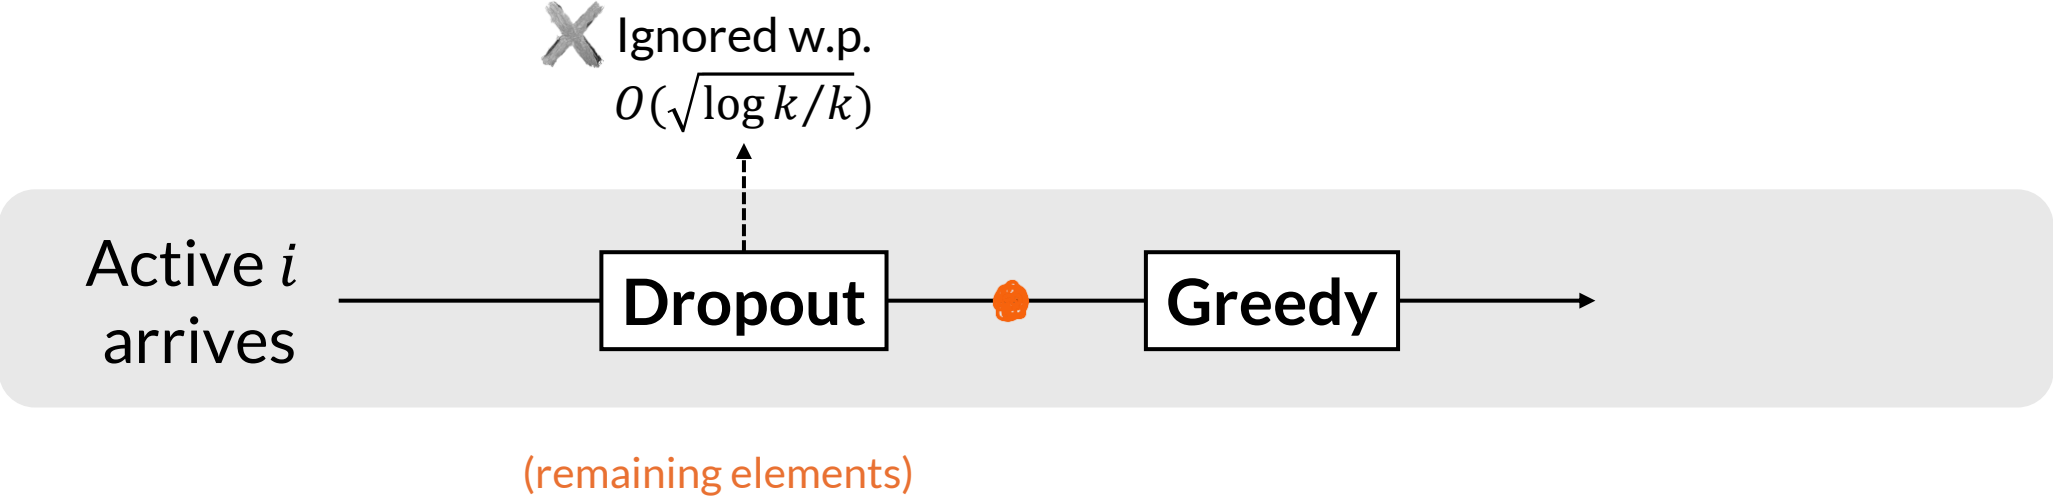 Ignored w.p.
O(√log k/k)
Active i
arrives
Dropout
Greedy
(remaining elements)